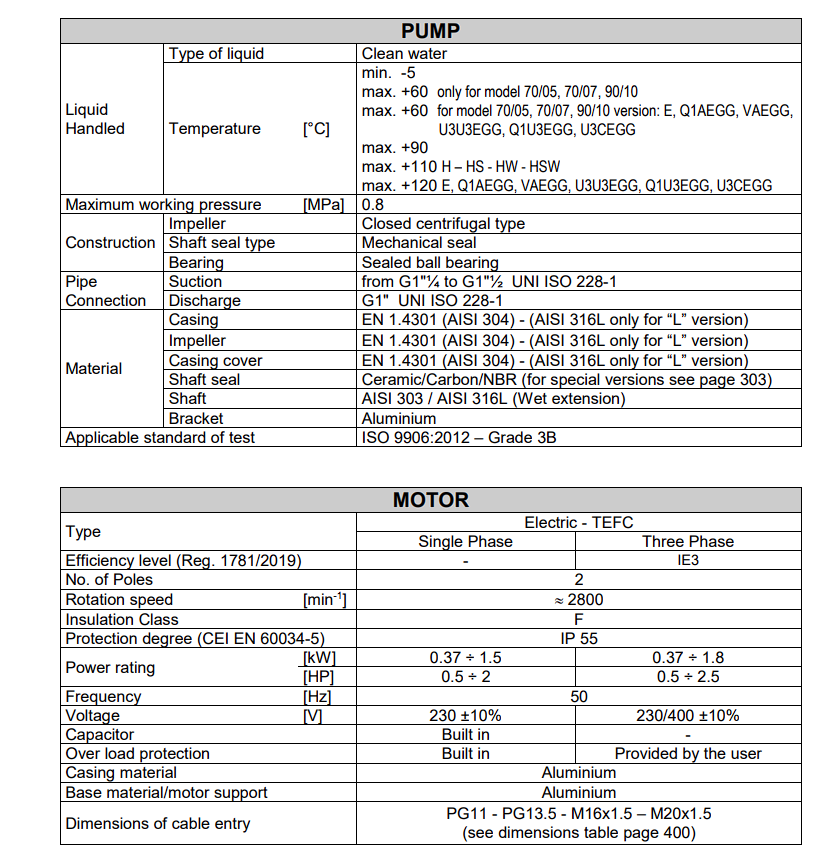 PUMP
Type of liquid Clean water
Liquid Handled Temperature [°C] min. -5
max. +60 only for model 70/05, 70/07, 90/10
max. +60 for model 70/05, 70/07, 90/10 version: E, Q1AEGG, VAEGG,
U3U3EGG, Q1U3EGG, U3CEGG
max. +90
max. +110 H – HS - HW - HSW
max. +120 E, Q1AEGG, VAEGG, U3U3EGG, Q1U3EGG, U3CEGG
Maximum working pressure [MPa] 0.8
Construction Impeller Closed centrifugal type
Shaft seal type Mechanical seal
Bearing Sealed ball bearing
Pipe Connection Suction from G1"¼ to G1"½ UNI ISO 228-1
Discharge G1" UNI ISO 228-1
Material Casing EN 1.4301 (AISI 304) - (AISI 316L only for “L” version)
Impeller EN 1.4301 (AISI 304) - (AISI 316L only for “L” version)
Casing cover EN 1.4301 (AISI 304) - (AISI 316L only for “L” version)
Shaft seal Ceramic/Carbon/NBR (for special versions see page 303)
Shaft AISI 303 / AISI 316L (Wet extension)
Bracket Aluminium
Applicable standard of test ISO 9906:2012 – Grade 3B
MOTOR
Type Electric - TEFC
Single Phase Three Phase
Efficiency level (Reg. 1781/2019) - IE3
No. of Poles 2
Rotation speed [min-1] ≈ 2800
Insulation Class F
Protection degree (CEI EN 60034-5) IP 55
Power rating [kW] 0.37 ÷ 1.5 0.37 ÷ 1.8
[HP] 0.5 ÷ 2 0.5 ÷ 2.5
Frequency [Hz] 50
Voltage [V] 230 ±10% 230/400 ±10%
Capacitor Built in -
Over load protection Built in Provided by the user
Casing material Aluminium
Base material/motor support Aluminium
Dimensions of cable entry PG11 - PG13.5 - M16x1.5 – M20x1.5
(see dimensions table page 400)